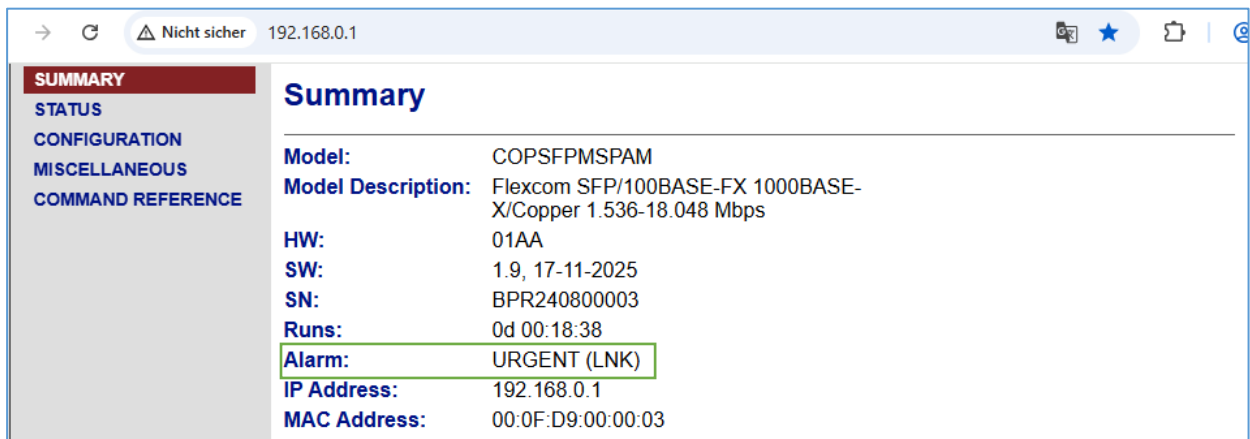 Nicht sicher 192.168.0.1
SUMMARY
STATUS
CONFIGURATION
MISCELLANEOUS
COMMAND REFERENCE
Summary
Model: COPSFPMSPAM
Model Description: Flexcom SFP/100BASE-FX 1000BASE-
X/Copper 1.536-18.048 Mbps
HW: 01AA
SW: 1.9, 17-11-2025
SN: BPR240800003
Runs: 0d 00:18:38
Alarm: URGENT (LNK)
IP Address: 192.168.0.1
MAC Address: 00:0F:D9:00:00:03